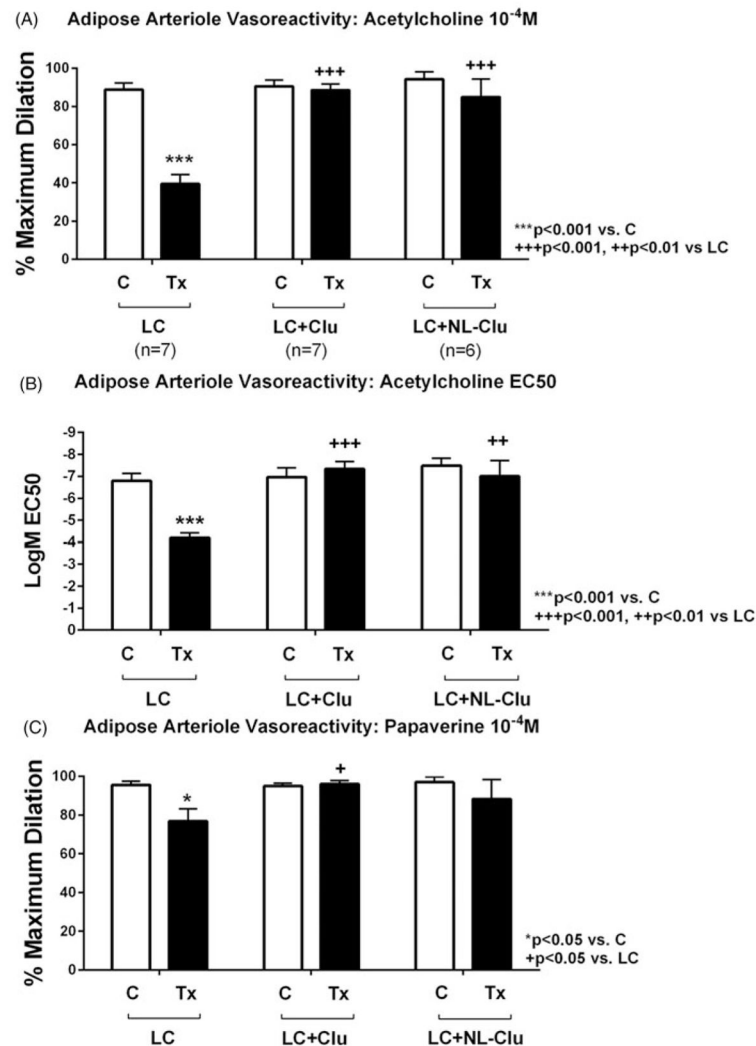 (A) Adipose Arteriole Vasoreactivity: Acetylcholine 10⁻⁴M
% Maximum Dilation
100
80
60
40
20
0
***
+++
+++
***p<0.001 vs. C
+++p<0.001, ++p<0.01 vs LC
C Tx C Tx C Tx
LC LC+Clu LC+NL-Clu
(n=7) (n=7) (n=6)
(B) Adipose Arteriole Vasoreactivity: Acetylcholine EC50
LogM EC50
-9
-7
-6
-5
-4
-3
-2
-1
0
***
+++
++
***p<0.001 vs. C
+++p<0.001, ++p<0.01 vs LC
C Tx C Tx C Tx
LC LC+Clu LC+NL-Clu
(C) Adipose Arteriole Vasoreactivity: Papaverine 10⁻⁴M
% Maximum Dilation
100
80
60
40
20
0
*
+
*p<0.05 vs. C
+p<0.05 vs. LC
C Tx C Tx C Tx
LC LC+Clu LC+NL-Clu